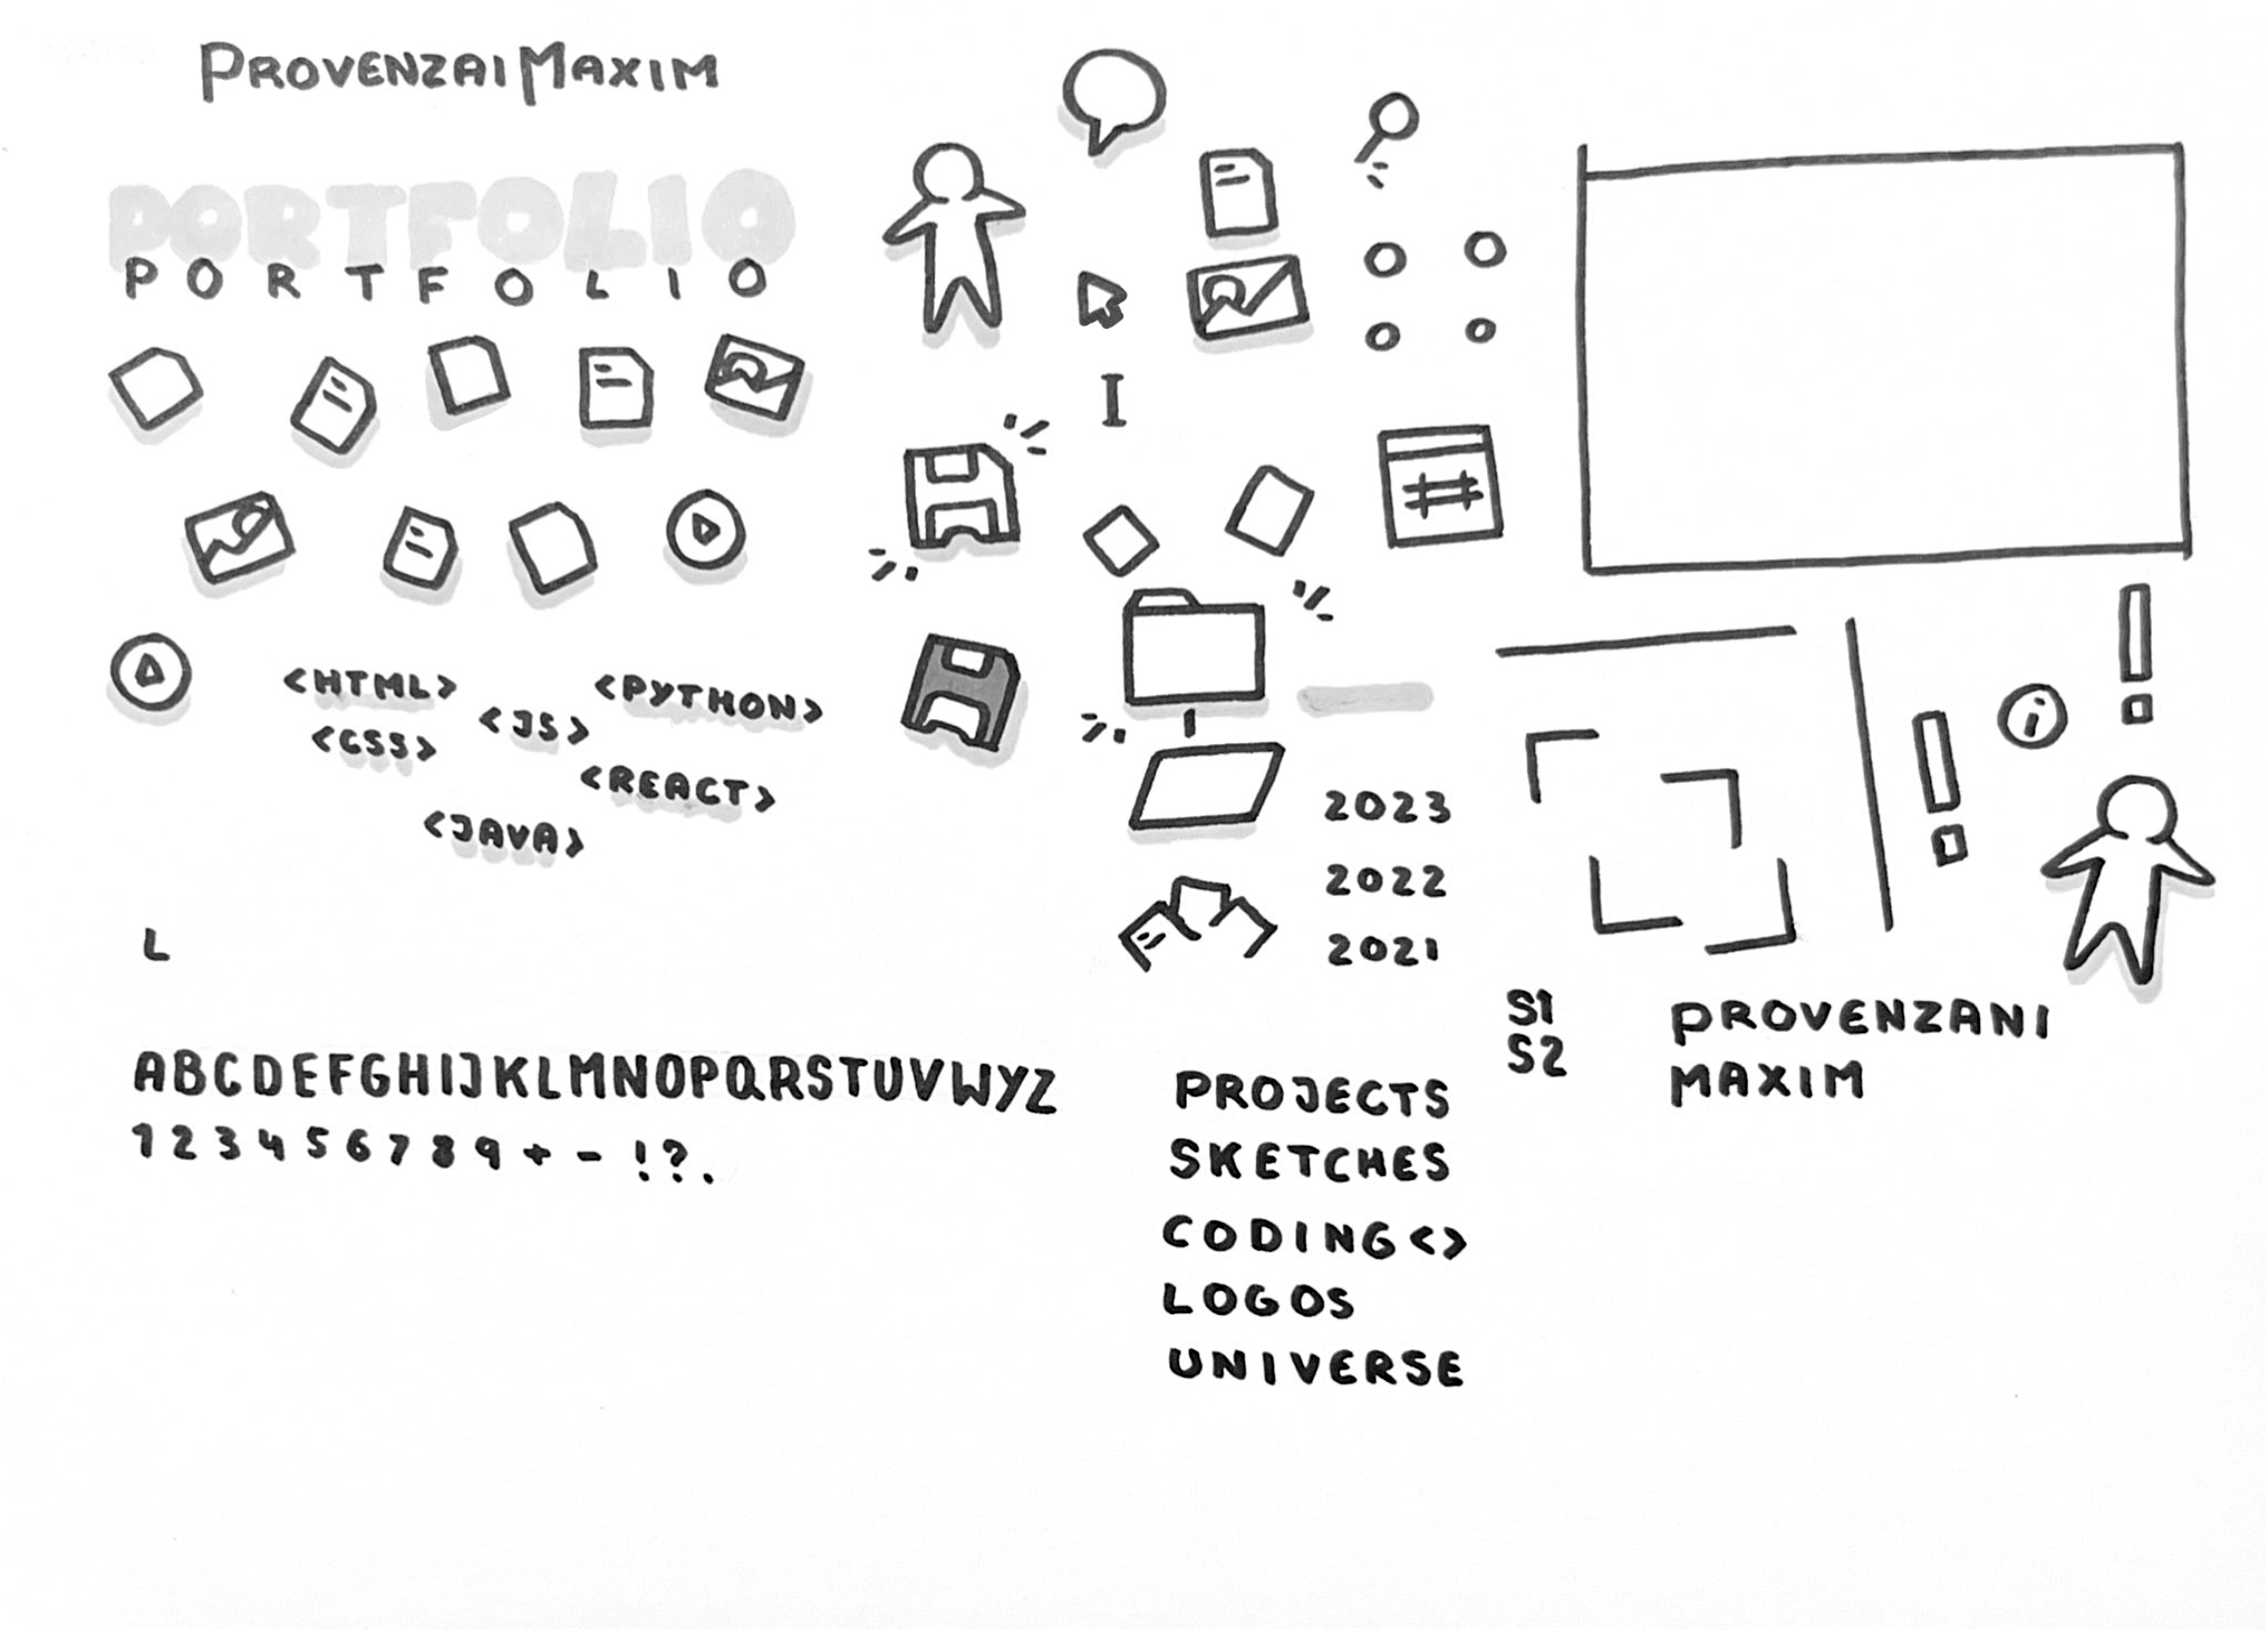 PROVENZAI MAXIM
PORTFOLIO
PORTFOLIO
I
#
<HTML>
<PYTHON>
<JS>
<CSS>
<REACT>
<JAVA>
i
2023
2022
2021
L
S1
S2
PROVENZANI
MAXIM
ABCDEFGHIJKLMNOPQRSTUVWYZ
123456789+-!?.
PROJECTS
SKETCHES
CODING<>
LOGOS
UNIVERSE